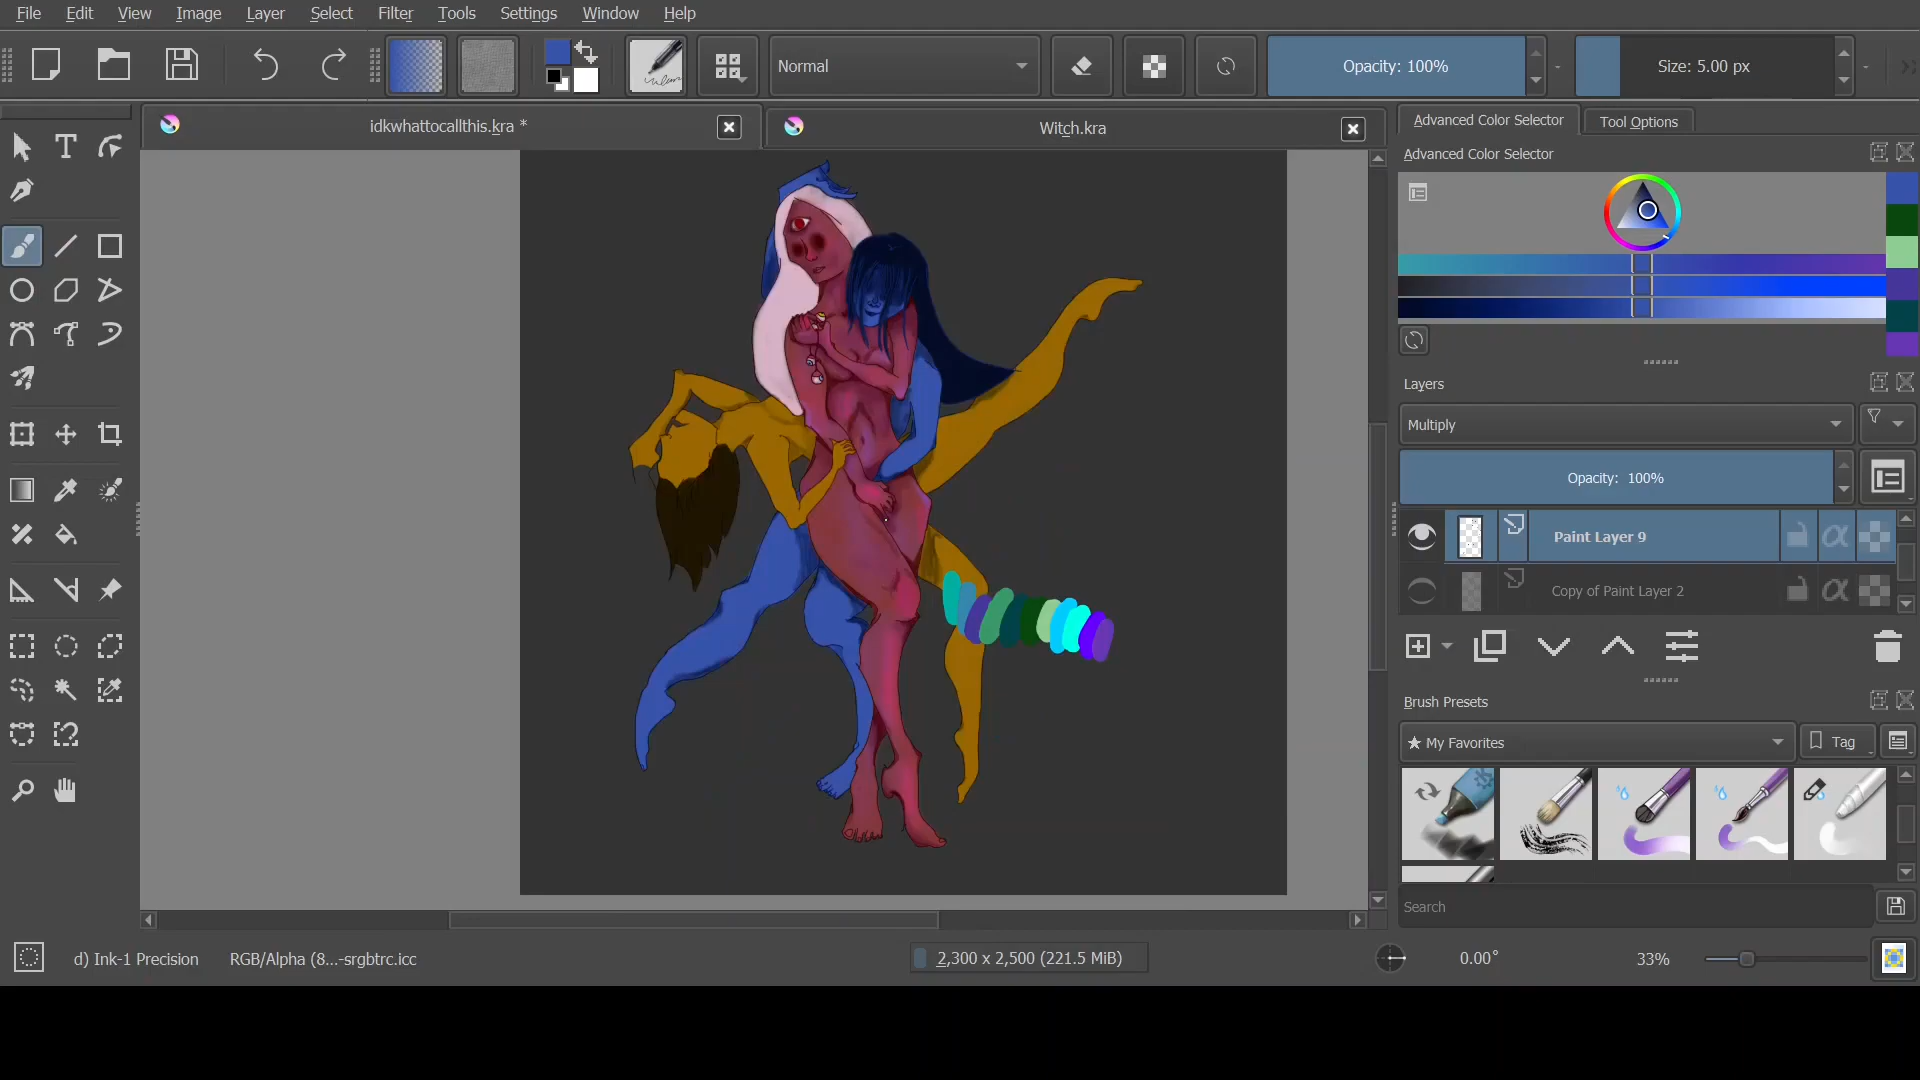 File Edit View Image Layer Select Filter Tools Settings Window Help
Normal
Opacity: 100%
Size: 5.00 px
idkwhattocallthis.kra *
Witch.kra
Advanced Color Selector
Tool Options
Advanced Color Selector
Layers
Multiply
Opacity: 100%
Paint Layer 9
Copy of Paint Layer 2
Brush Presets
★ My Favorites
Tag
Search
d) Ink-1 Precision
RGB/Alpha (8...-srgbtrc.icc
2,300 x 2,500 (221.5 MiB)
0.00°
33%